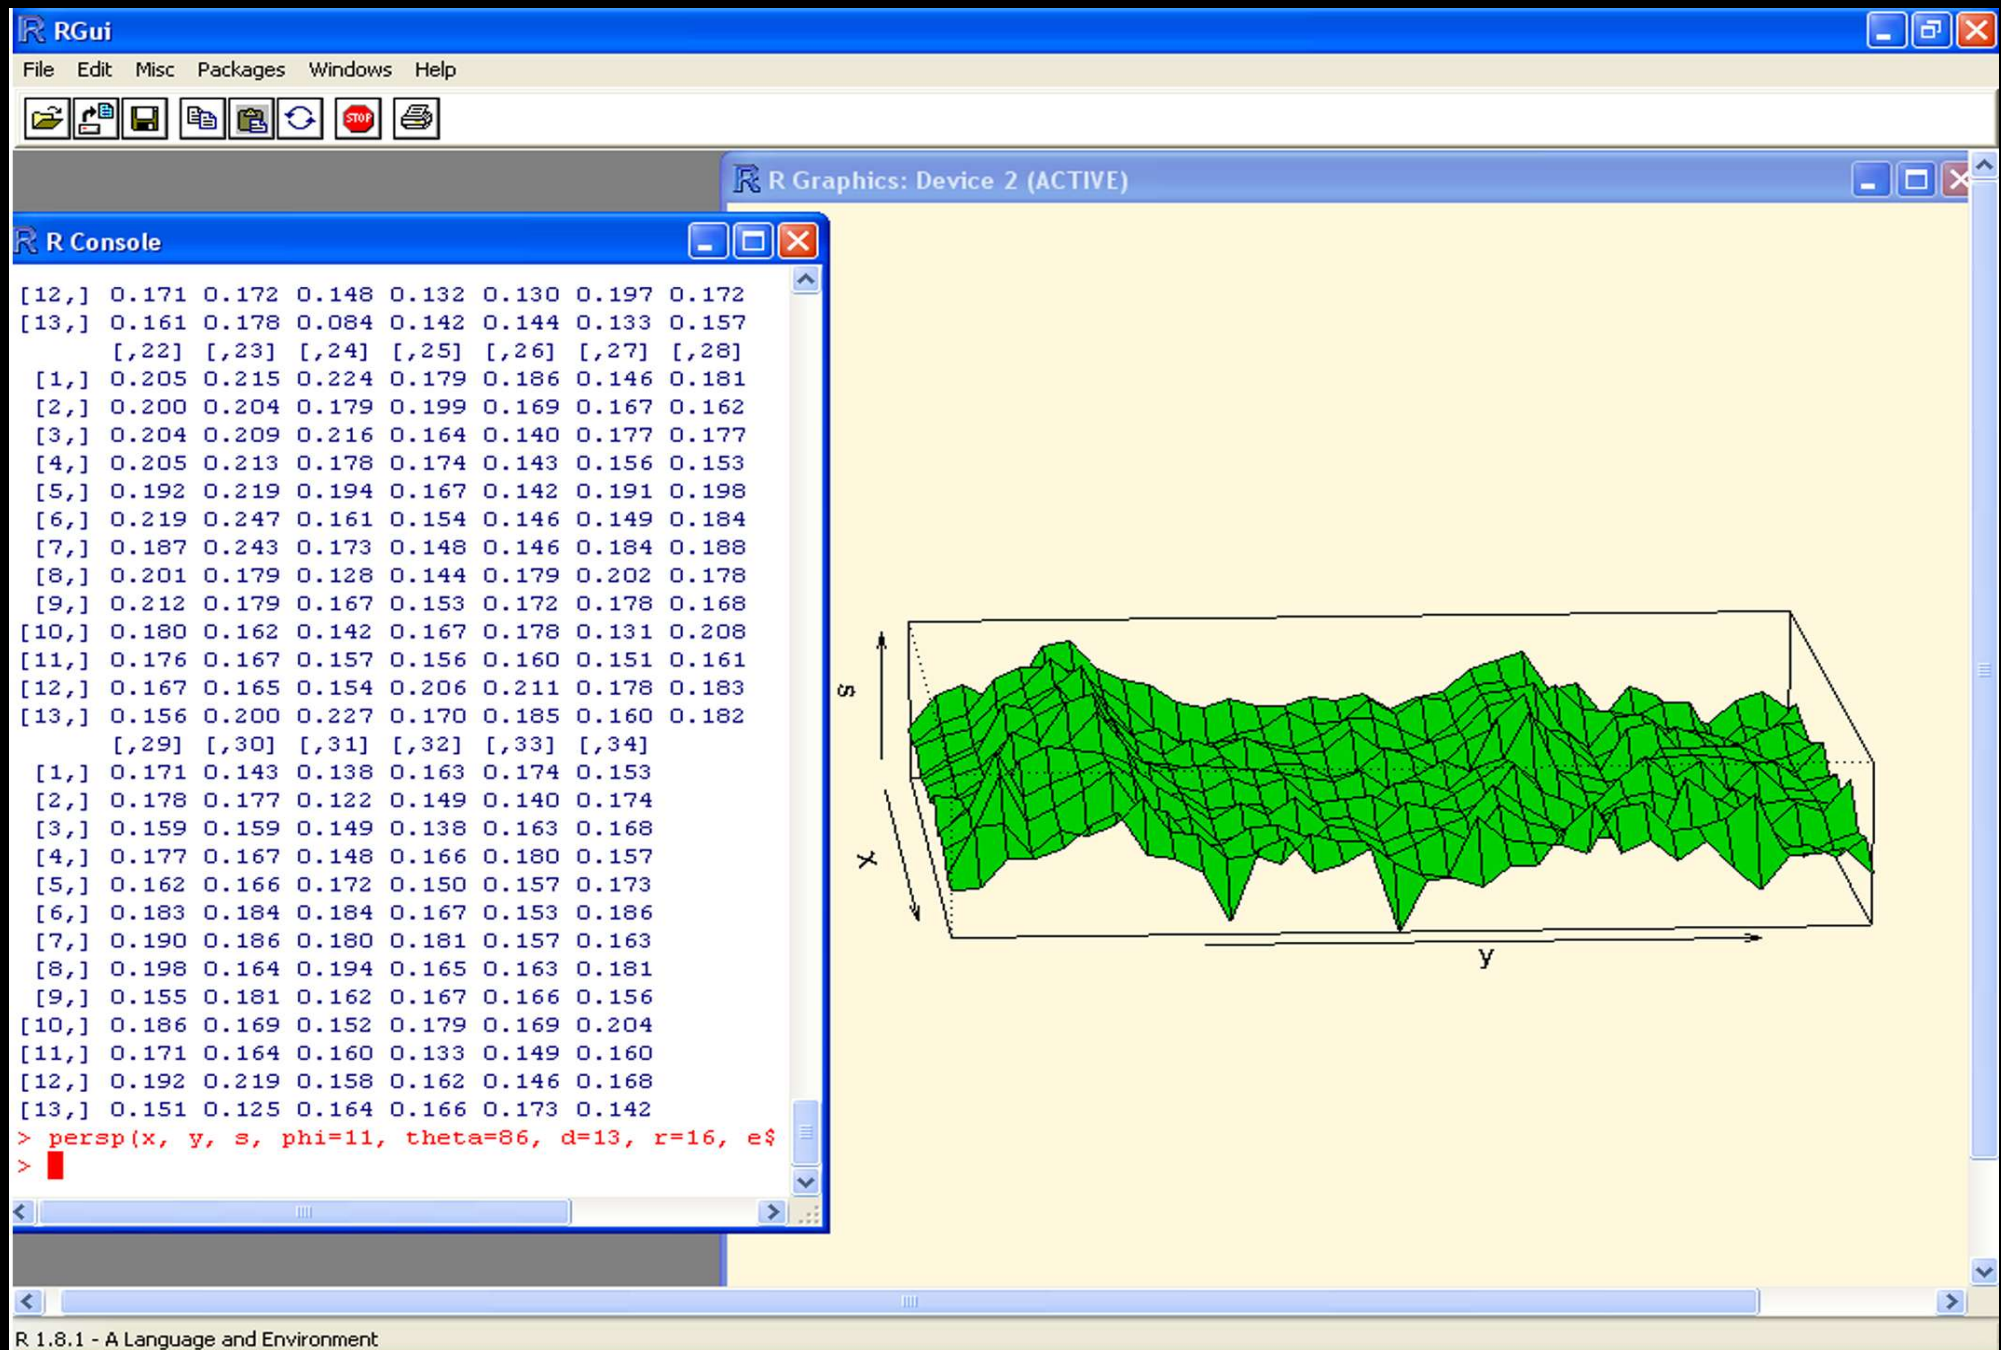 RGui
File Edit Misc Packages Windows Help
STOP
R Graphics: Device 2 (ACTIVE)
R Console
[12,] 0.171 0.172 0.148 0.132 0.130 0.197 0.172
[13,] 0.161 0.178 0.084 0.142 0.144 0.133 0.157
[,22] [,23] [,24] [,25] [,26] [,27] [,28]
[1,] 0.205 0.215 0.224 0.179 0.186 0.146 0.181
[2,] 0.200 0.204 0.179 0.199 0.169 0.167 0.162
[3,] 0.204 0.209 0.216 0.164 0.140 0.177 0.177
[4,] 0.205 0.213 0.178 0.174 0.143 0.156 0.153
[5,] 0.192 0.219 0.194 0.167 0.142 0.191 0.198
[6,] 0.219 0.247 0.161 0.154 0.146 0.149 0.184
[7,] 0.187 0.243 0.173 0.148 0.146 0.184 0.188
[8,] 0.201 0.179 0.128 0.144 0.179 0.202 0.178
[9,] 0.212 0.179 0.167 0.153 0.172 0.178 0.168
[10,] 0.180 0.162 0.142 0.167 0.178 0.131 0.208
[11,] 0.176 0.167 0.157 0.156 0.160 0.151 0.161
[12,] 0.167 0.165 0.154 0.206 0.211 0.178 0.183
[13,] 0.156 0.200 0.227 0.170 0.185 0.160 0.182
[,29] [,30] [,31] [,32] [,33] [,34]
[1,] 0.171 0.143 0.138 0.163 0.174 0.153
[2,] 0.178 0.177 0.122 0.149 0.140 0.174
[3,] 0.159 0.159 0.149 0.138 0.163 0.168
[4,] 0.177 0.167 0.148 0.166 0.180 0.157
[5,] 0.162 0.166 0.172 0.150 0.157 0.173
[6,] 0.183 0.184 0.184 0.167 0.153 0.186
[7,] 0.190 0.186 0.180 0.181 0.157 0.163
[8,] 0.198 0.164 0.194 0.165 0.163 0.181
[9,] 0.155 0.181 0.162 0.167 0.166 0.156
[10,] 0.186 0.169 0.152 0.179 0.169 0.204
[11,] 0.171 0.164 0.160 0.133 0.149 0.160
[12,] 0.192 0.219 0.158 0.162 0.146 0.168
[13,] 0.151 0.125 0.164 0.166 0.173 0.142
> persp(x, y, s, phi=11, theta=86, d=13, r=16, e$
>
s
x
y
R 1.8.1 - A Language and Environment